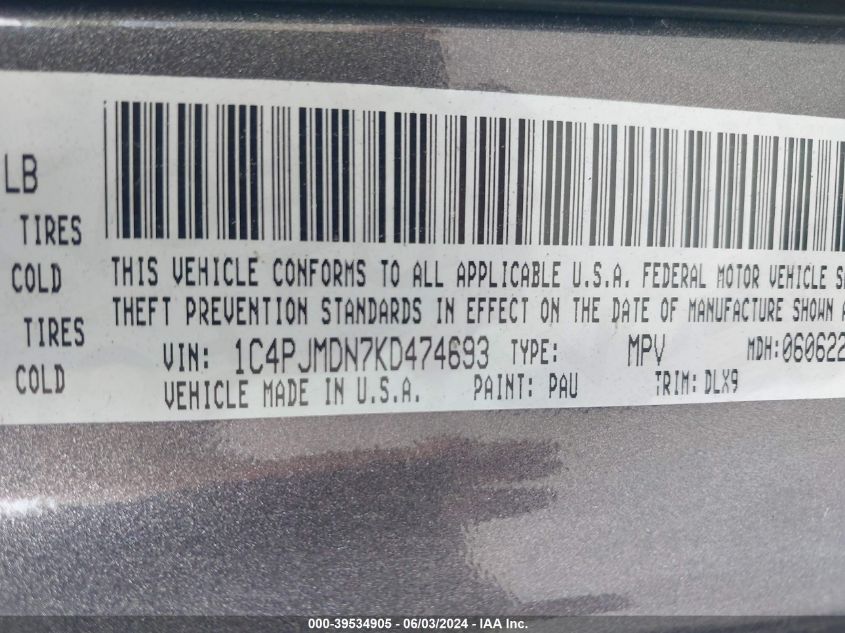 LB
TIRES
COLD
TIRES
COLD
THIS VEHICLE CONFORMS TO ALL APPLICABLE U.S.A. FEDERAL MOTOR VEHICLE
THEFT PREVENTION STANDARDS IN EFFECT ON THE DATE OF MANUFACTURE SHOWN
VIN: 1C4PJMDN7KD474693 TYPE: MPV MDH:060622
VEHICLE MADE IN U.S.A. PAINT: PAU TRIM: DLX9
000-39534905 - 06/03/2024 - IAA Inc.